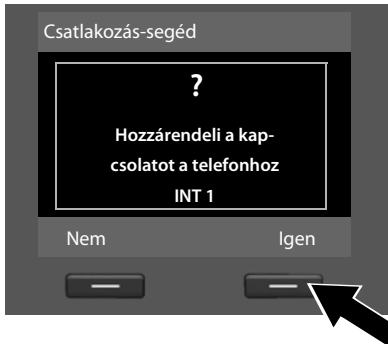 Csatlakozás-segéd
?
Hozzárendeli a kap-
csolatot a telefonhoz
INT 1
Nem Igen